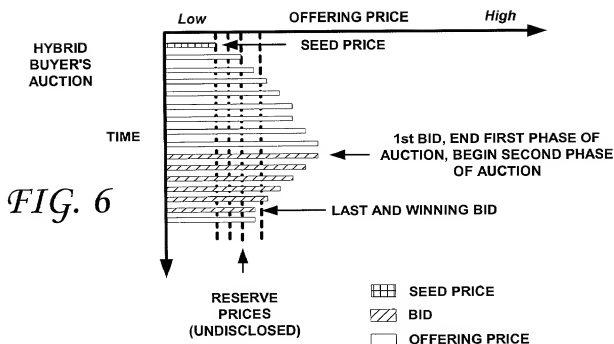 Low OFFERING PRICE High
HYBRID
BUYER'S
AUCTION
SEED PRICE
TIME
1st BID, END FIRST PHASE OF
AUCTION, BEGIN SECOND PHASE
OF AUCTION
FIG. 6
LAST AND WINNING BID
RESERVE
PRICES
(UNDISCLOSED)
SEED PRICE
BID
OFFERING PRICE